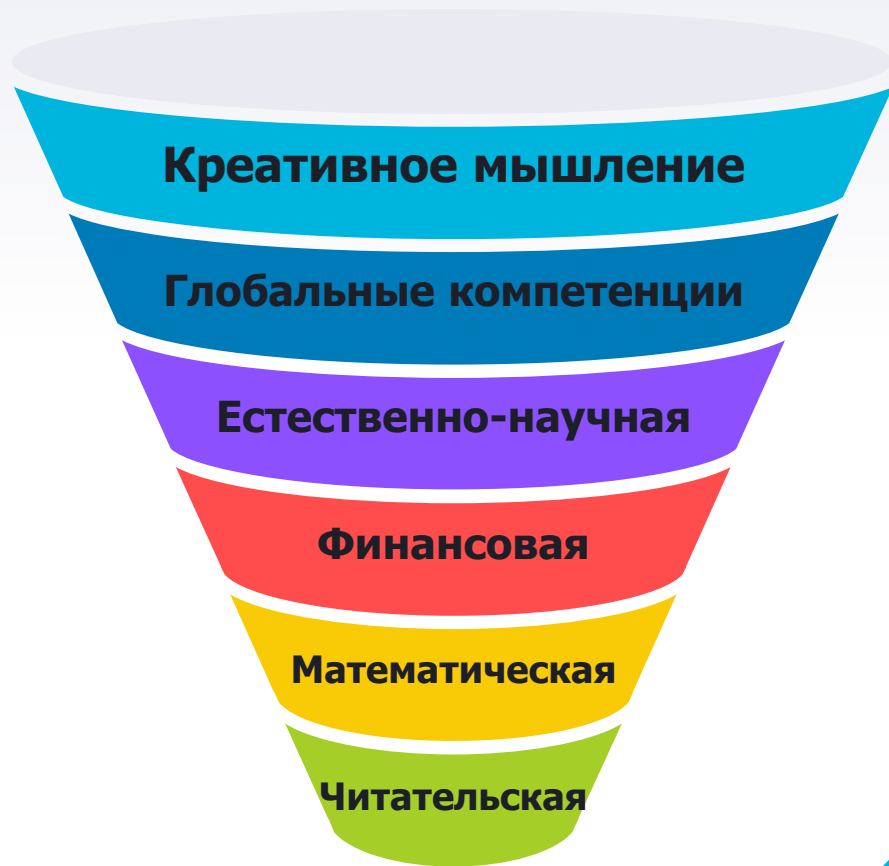 Креативное мышление
Глобальные компетенции
Естественно-научная
Финансовая
Математическая
Читательская